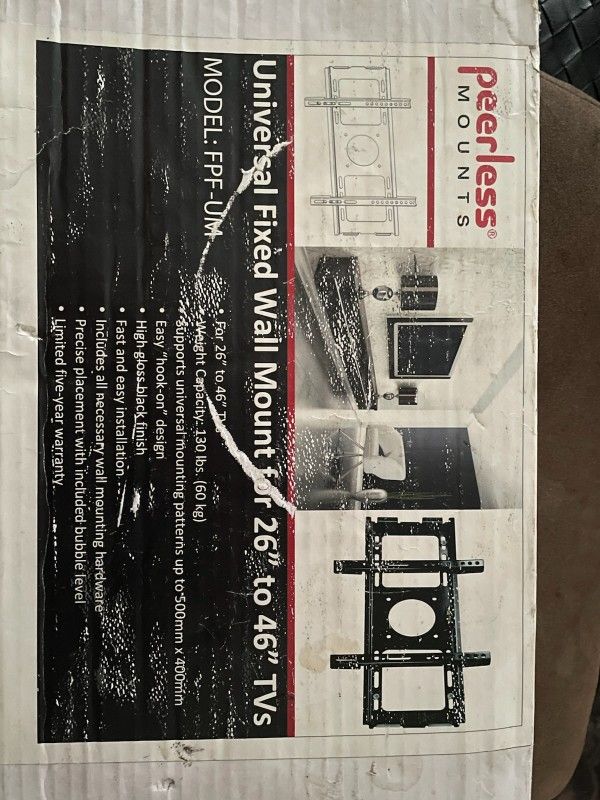 peerless®
MOUNTS
Universal Fixed Wall Mount for 26” to 46” TVs
MODEL: FPF-UM
• For 26” to 46” TVs
• Weight Capacity: 130 lbs. (60 kg)
• Supports universal mounting patterns up to 500mm x 400mm
• Easy “hook-on” design
• High gloss black finish
• Fast and easy installation
• Includes all necessary wall mounting hardware
• Precise placement with included bubble level
• Limited five-year warranty